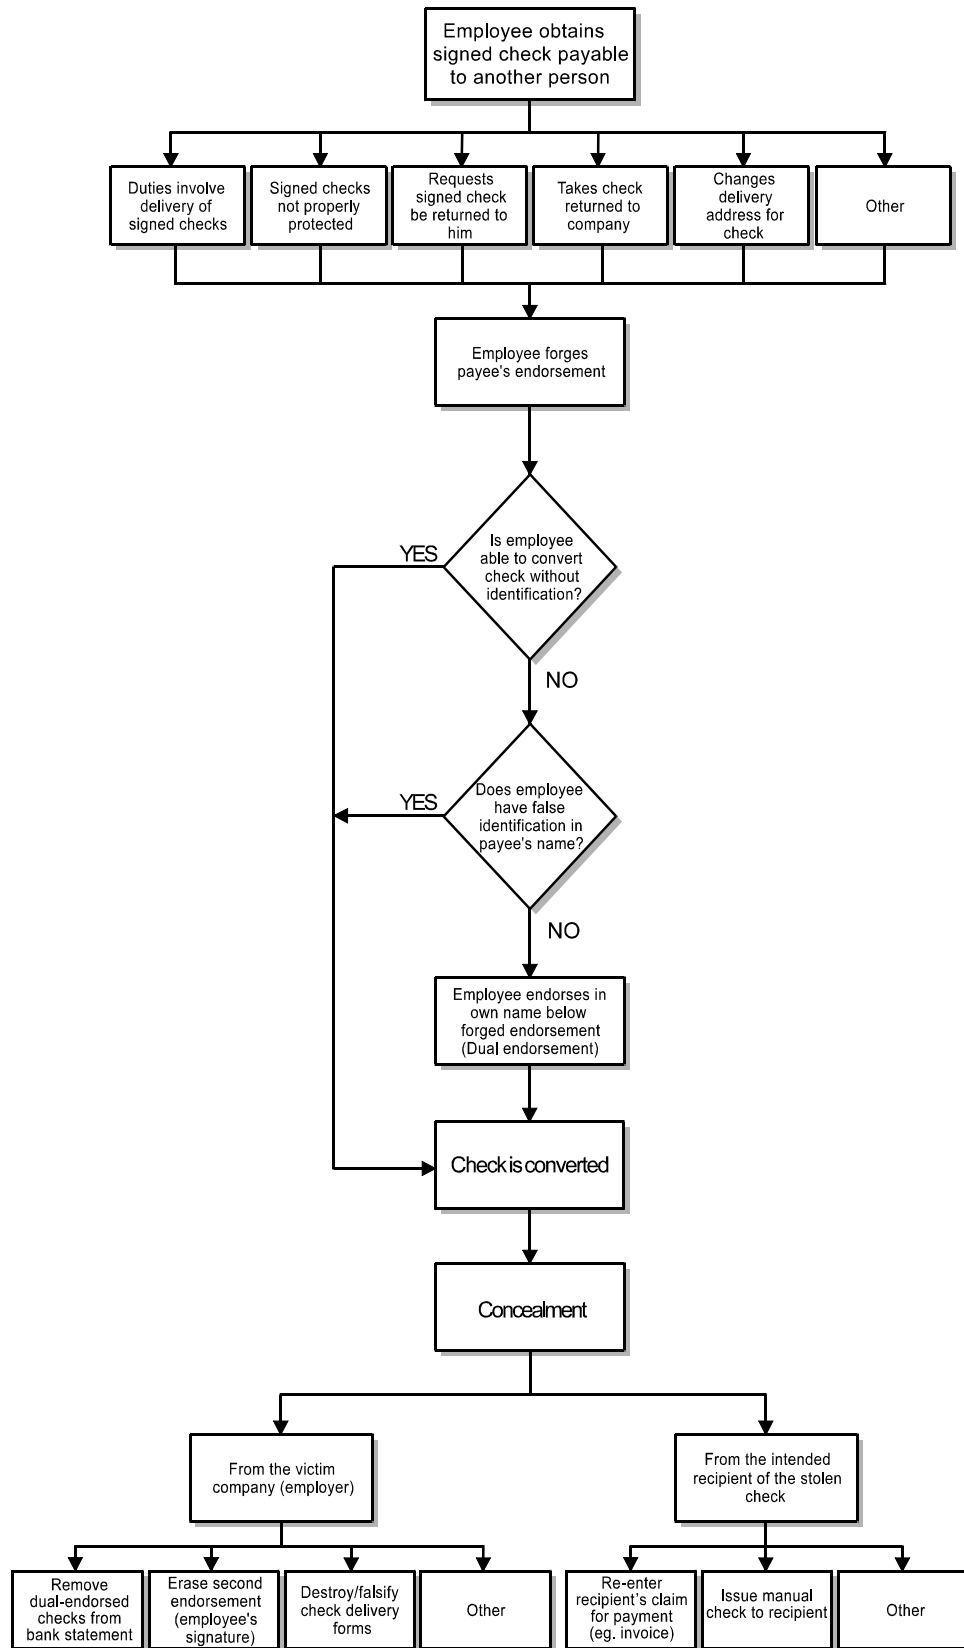 Employee obtains
signed check payable
to another person
Duties involve
delivery of
signed checks
Signed checks
not properly
protected
Requests
signed check
be returned to
him
Takes check
returned to
company
Changes
delivery
address for
check
Other
Employee forges
payee's endorsement
Is employee
able to convert
check without
identification?
YES
NO
Does employee
have false
identification in
payee's name?
YES
NO
Employee endorses in
own name below
forged endorsement
(Dual endorsement)
Check is converted
Concealment
From the victim
company (employer)
From the intended
recipient of the stolen
check
Remove
dual-endorsed
checks from
bank statement
Erase second
endorsement
(employee's
signature)
Destroy/falsify
check delivery
forms
Other
Re-enter
recipient's claim
for payment
(eg. invoice)
Issue manual
check to recipient
Other